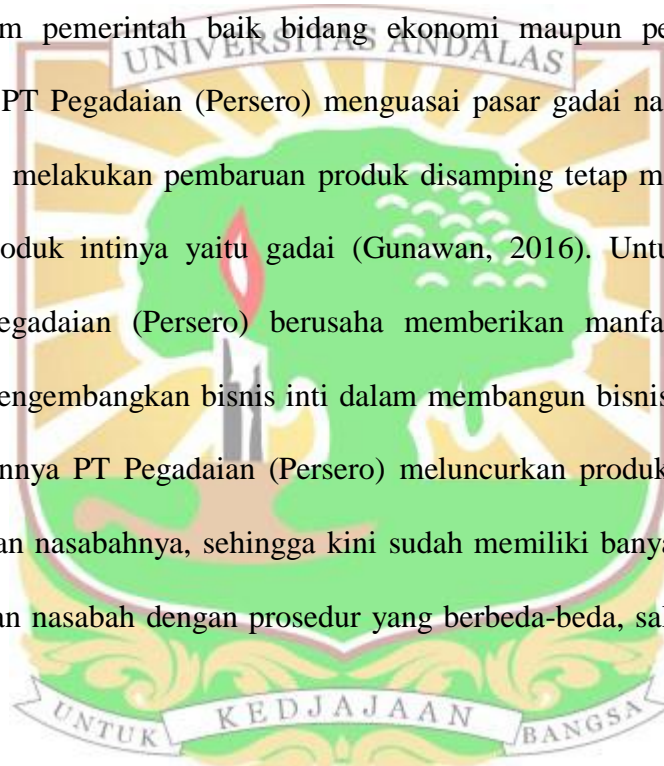 m pemerintah baik bidang ekonomi maupun pe
UNIVERSITAS ANDALAS
PT Pegadaian (Persero) menguasai pasar gadai na
melakukan pembaruan produk disamping tetap m
oduk intinya yaitu gadai (Gunawan, 2016). Untu
egadaian (Persero) berusaha memberikan manfa
engembangkan bisnis inti dalam membangun bisnis
nnya PT Pegadaian (Persero) meluncurkan produk
an nasabahnya, sehingga kini sudah memiliki banya
an nasabah dengan prosedur yang berbeda-beda, sal
UNTUK KEDJAJAAN BANGSA